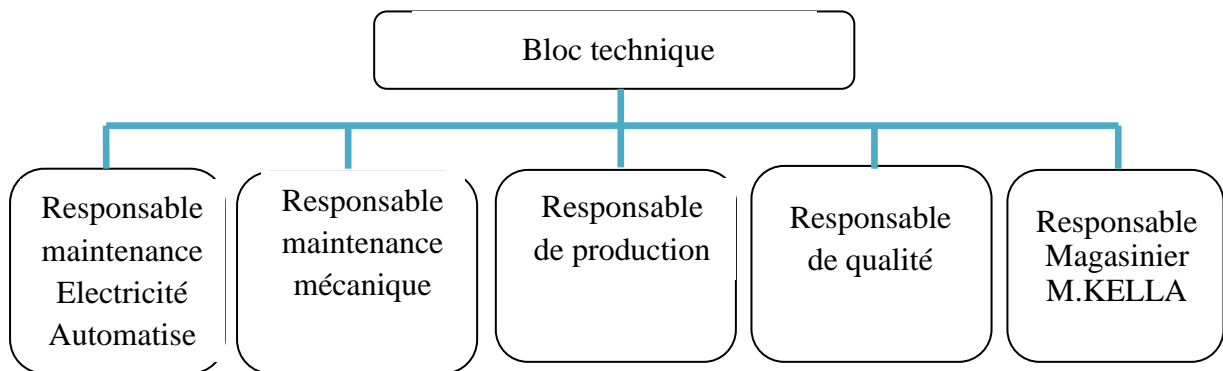 Bloc technique
Responsable
maintenance
Electricité
Automatise
Responsable
maintenance
mécanique
Responsable
de production
Responsable
de qualité
Responsable
Magasinier
M.KELLA